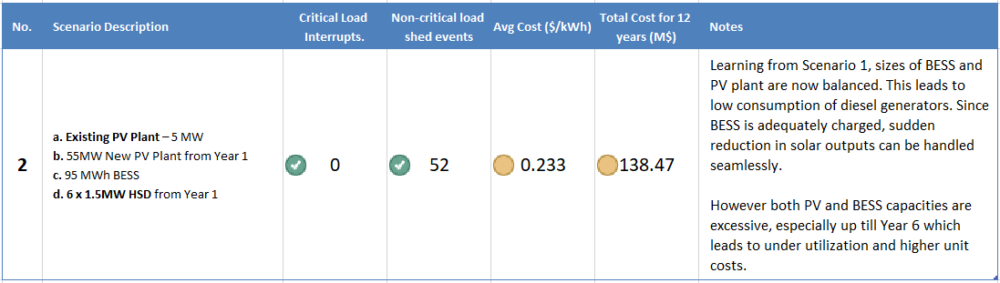 No.
Scenario Description
Critical Load
Interrupts.
Non-critical load
shed events
Avg Cost ($/kWh)
Total Cost for 12
years (M$)
Notes
2
a. Existing PV Plant – 5 MW
b. 55MW New PV Plant from Year 1
c. 95 MWh BESS
d. 6 x 1.5MW HSD from Year 1
0
52
0.233
138.47
Learning from Scenario 1, sizes of BESS and
PV plant are now balanced. This leads to
low consumption of diesel generators. Since
BESS is adequately charged, sudden
reduction in solar outputs can be handled
seamlessly.
However both PV and BESS capacities are
excessive, especially up till Year 6 which
leads to under utilization and higher unit
costs.